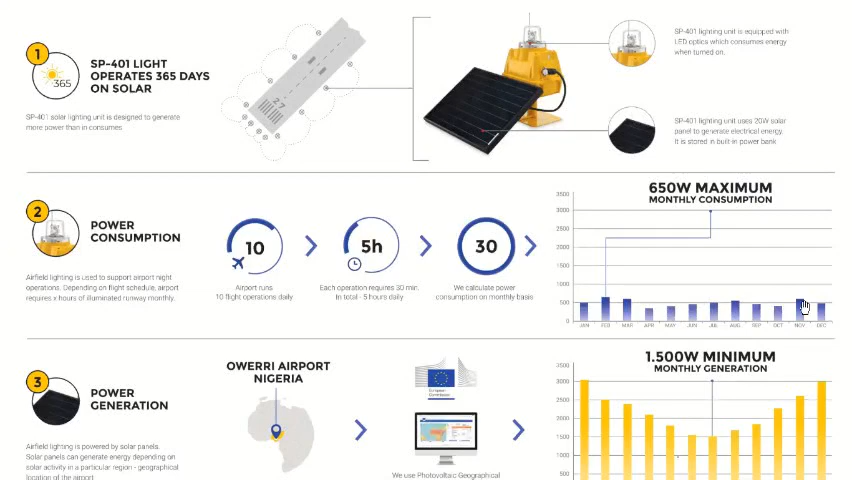 1
365
SP-401 LIGHT
OPERATES 365 DAYS
ON SOLAR
SP-401 solar lighting unit is designed to generate
more power than in consumes
27
SP-401 lighting unit is equipped with
LED optics which consumes energy
when turned on.
SP-401 lighting unit uses 20W solar
panel to generate electrical energy.
It is stored in built-in power bank
2
POWER
CONSUMPTION
Airfield lighting is used to support airport night
operations. Depending on flight schedule, airport
requires x hours of illuminated runway monthly.
10
Airport runs
10 flight operations daily
5h
Each operation requires 30 min.
In total - 5 hours daily
30
We calculate power
consumption on monthly basis
650W MAXIMUM
MONTHLY CONSUMPTION
3500
3000
2500
2000
1500
1000
500
0
JAN FEB MAR APR MAY JUN JUL AUG SEP OCT NOV DEC
3
POWER
GENERATION
Airfield lighting is powered by solar panels.
Solar panels can generate energy depending on
solar activity in a particular region - geographical
location of the airport
OWERRI AIRPORT
NIGERIA
European
Commission
We use Photovoltaic Geographical
1.500W MINIMUM
MONTHLY GENERATION
3500
3000
2500
2000
1500
1000
500